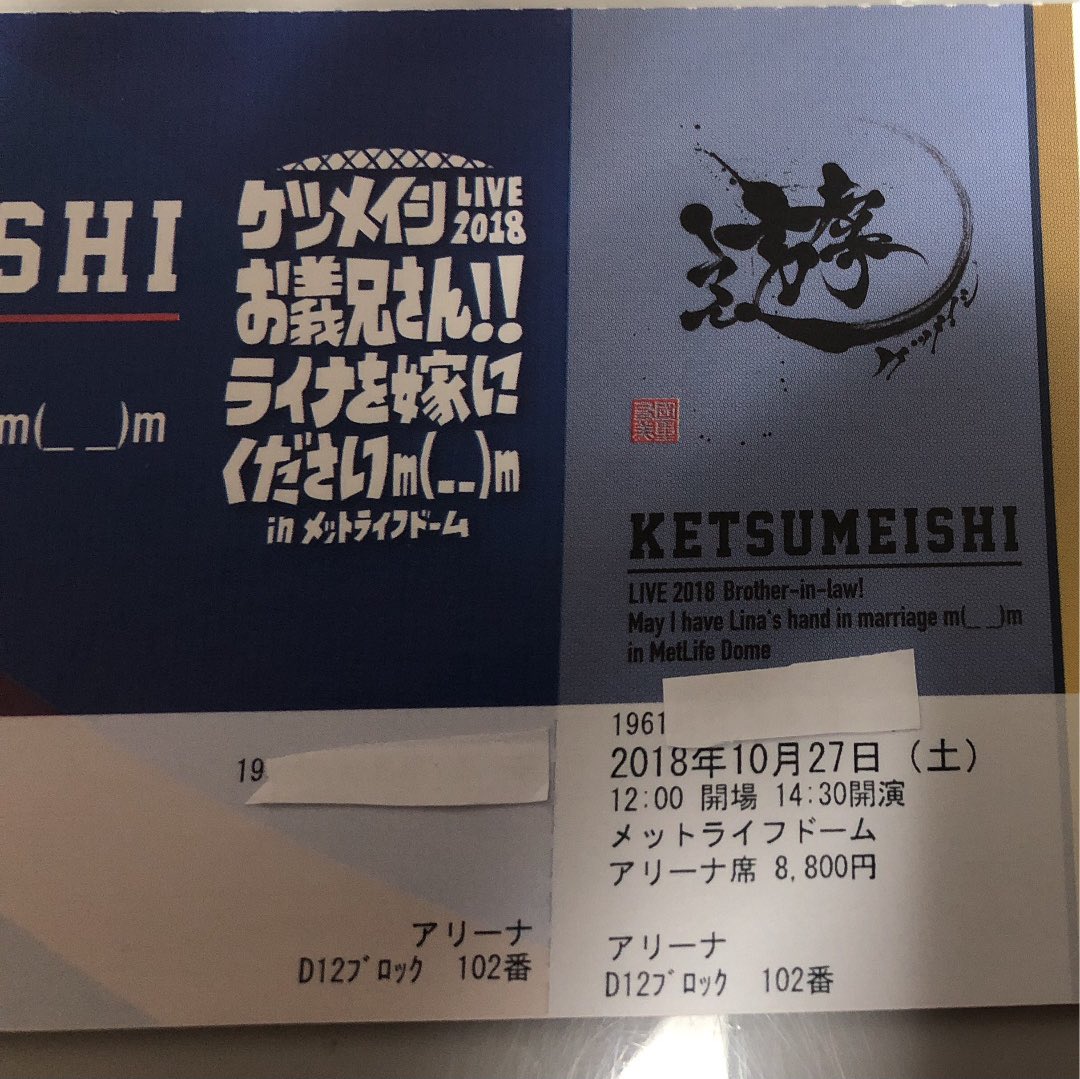 SHI
m(_ _)m
ケツメイシ LIVE 2018
お義兄さん!!
ライナを嫁に
くださいm(_ _)m
in メットライフドーム
19
アリーナ
D12ブロック 102番
遊
ケツメイシ
KETSUMEISHI
LIVE 2018 Brother-in-law!
May I have Lina's hand in marriage m(_ _)m
in MetLife Dome
1961
2018年10月27日 (土)
12:00 開場 14:30開演
メットライフドーム
アリーナ席 8,800円
アリーナ
D12ブロック 102番